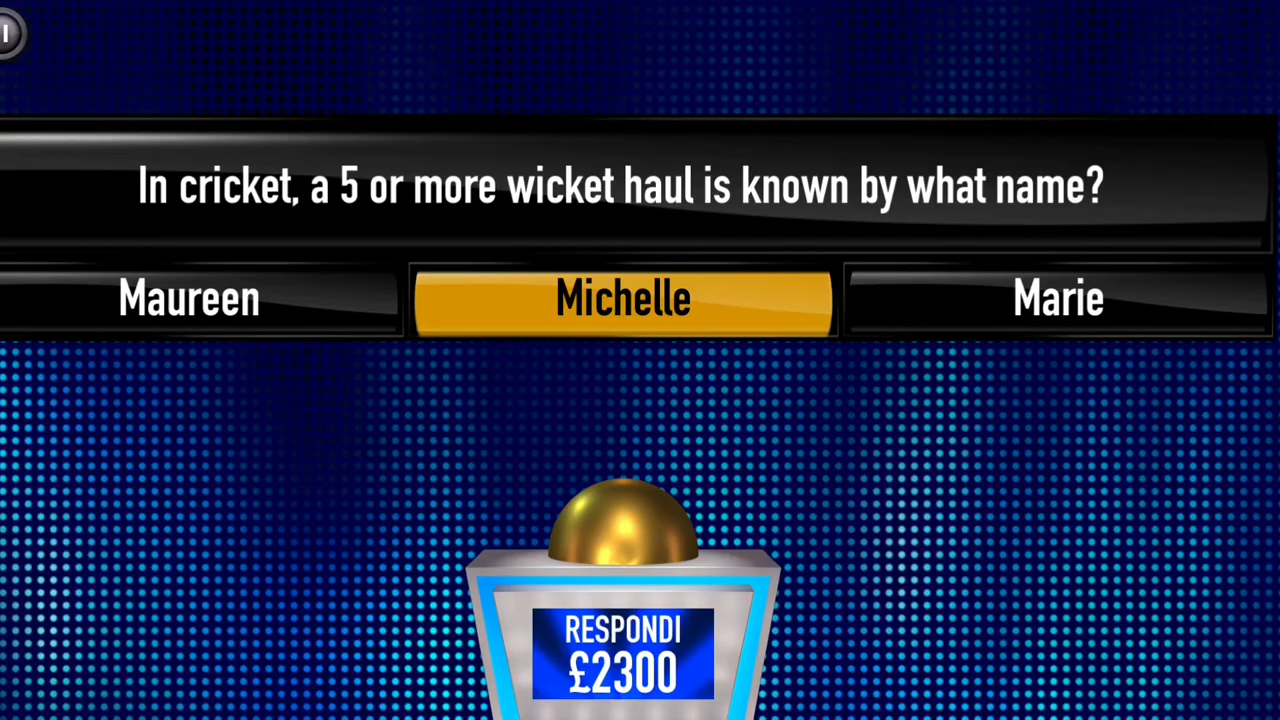 In cricket, a 5 or more wicket haul is known by what name?
Maureen
Michelle
Marie
RESPONDI
£2300